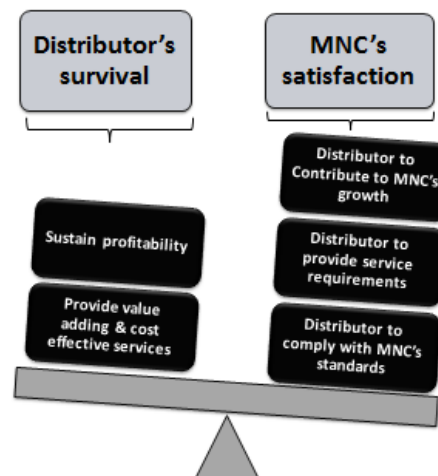 Distributor's
survival
MNC's
satisfaction
Sustain profitability
Provide value
adding & cost
effective services
Distributor to
Contribute to MNC's
growth
Distributor to
provide service
requirements
Distributor to
comply with MNC's
standards